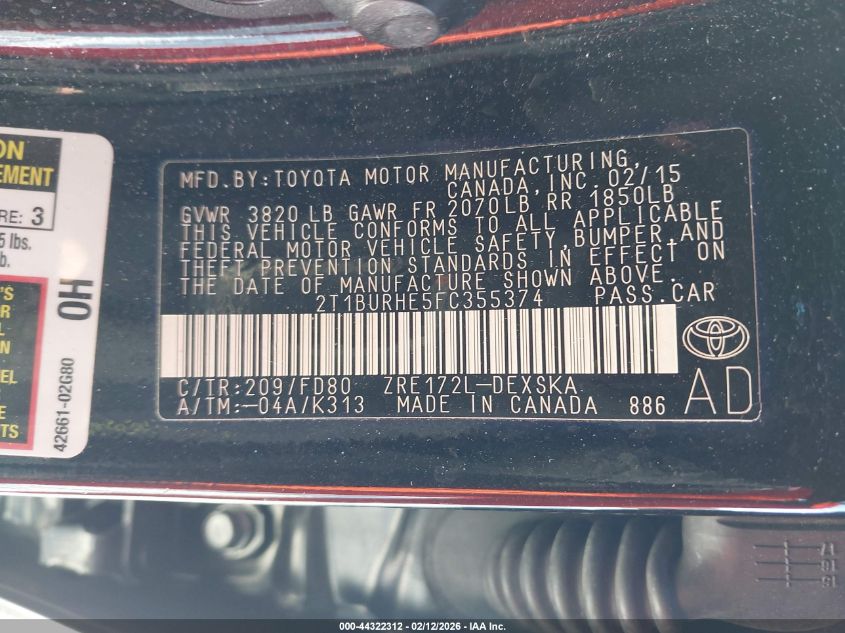 ON
EMENT
RE: 3
5 lbs.
b.
'S
R
L
N
EL
E
TS
OH
42661-02G80
MFD.BY:TOYOTA MOTOR MANUFACTURING,
CANADA,INC. 02/15
GVWR 3820 LB GAWR FR 2070LB RR 1850LB
THIS VEHICLE CONFORMS TO ALL APPLICABLE
FEDERAL MOTOR VEHICLE SAFETY,BUMPER,AND
THEFT PREVENTION STANDARDS IN EFFECT ON
THE DATE OF MANUFACTURE SHOWN ABOVE.
2T1BURHE5FC355374 PASS.CAR
C/TR:209/FD80 ZRE172L-DEXSKA
A/TM:-04A/K313 MADE IN CANADA 886
AD
000-44322312 - 02/12/2026 - IAA Inc.